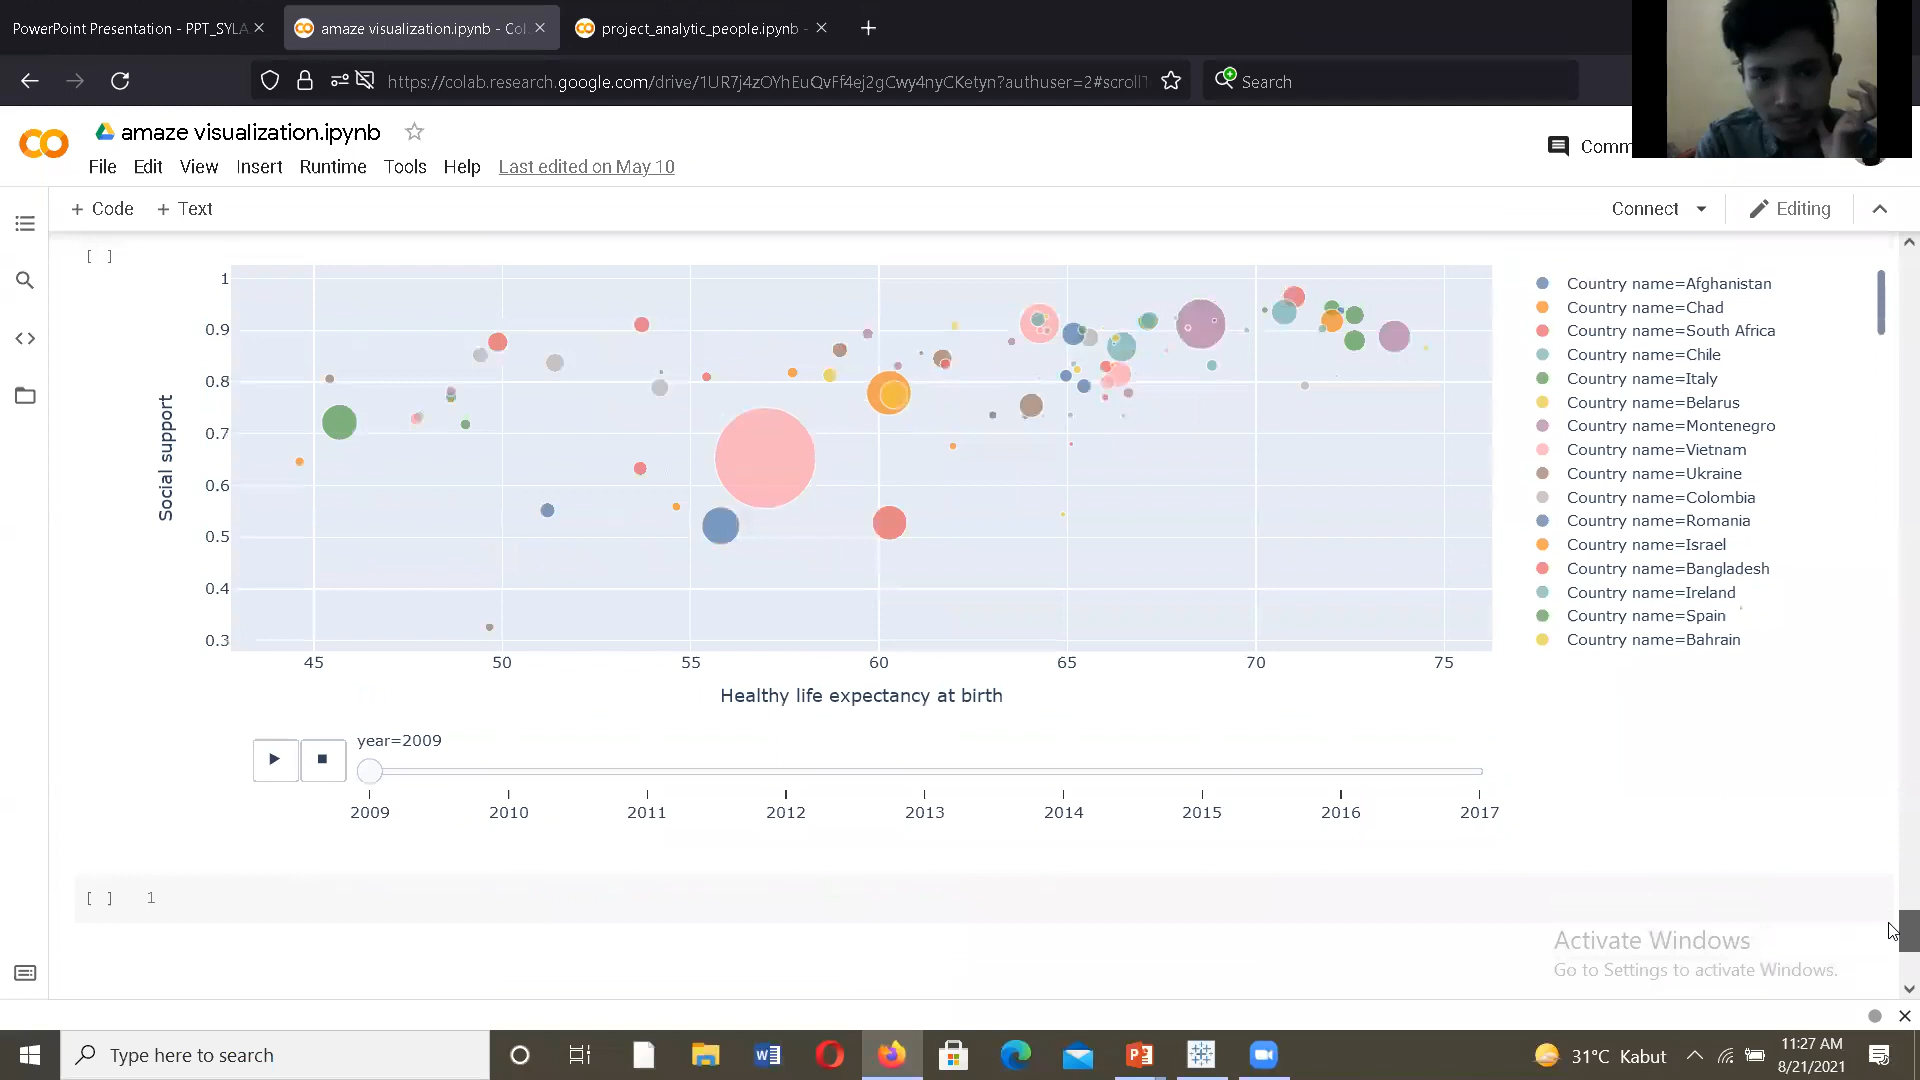 PowerPoint Presentation - PPT_SYLA
amaze visualization.ipynb - Col
project_analytic_people.ipynb -
https://colab.research.google.com/drive/1UR7j4zOYhEuQvFf4ej2gCwy4nyCKetyn?authuser=2#scrollT
Search
amaze visualization.ipynb
Comm
File Edit View Insert Runtime Tools Help Last edited on May 10
+ Code + Text
Connect
Editing
[ ]
1
0.9
0.8
0.7
0.6
0.5
0.4
0.3
Social support
45 50 55 60 65 70 75
Healthy life expectancy at birth
Country name=Afghanistan
Country name=Chad
Country name=South Africa
Country name=Chile
Country name=Italy
Country name=Belarus
Country name=Montenegro
Country name=Vietnam
Country name=Ukraine
Country name=Colombia
Country name=Romania
Country name=Israel
Country name=Bangladesh
Country name=Ireland
Country name=Spain
Country name=Bahrain
year=2009
2009 2010 2011 2012 2013 2014 2015 2016 2017
[ ] 1
Activate Windows
Go to Settings to activate Windows.
Type here to search
31°C Kabut
11:27 AM
8/21/2021